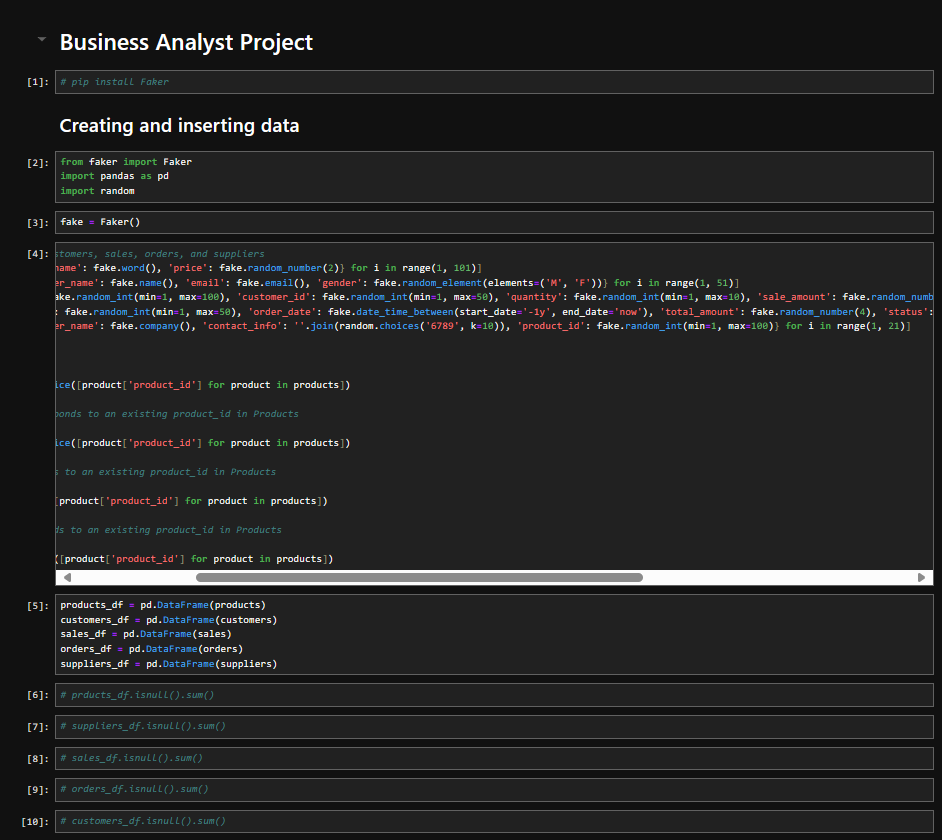 Business Analyst Project
[1]: # pip install Faker
Creating and inserting data
[2]: from faker import Faker
import pandas as pd
import random
[3]: fake = Faker()
[4]: stomers, sales, orders, and suppliers
name': fake.word(), 'price': fake.random_number(2)} for i in range(1, 101)]
er_name': fake.name(), 'email': fake.email(), 'gender': fake.random_element(elements=('M', 'F'))} for i in range(1, 51)]
ake.random_int(min=1, max=100), 'customer_id': fake.random_int(min=1, max=50), 'quantity': fake.random_int(min=1, max=10), 'sale_amount': fake.random_numb
: fake.random_int(min=1, max=50), 'order_date': fake.date_time_between(start_date='-1y', end_date='now'), 'total_amount': fake.random_number(4), 'status':
er_name': fake.company(), 'contact_info': ''.join(random.choices('6789', k=10)), 'product_id': fake.random_int(min=1, max=100)} for i in range(1, 21)]
ice([product['product_id'] for product in products])
ponds to an existing product_id in Products
ice([product['product_id'] for product in products])
s to an existing product_id in Products
[product['product_id'] for product in products])
ds to an existing product_id in Products
([product['product_id'] for product in products])
[5]: products_df = pd.DataFrame(products)
customers_df = pd.DataFrame(customers)
sales_df = pd.DataFrame(sales)
orders_df = pd.DataFrame(orders)
suppliers_df = pd.DataFrame(suppliers)
[6]: # prducts_df.isnull().sum()
[7]: # suppliers_df.isnull().sum()
[8]: # sales_df.isnull().sum()
[9]: # orders_df.isnull().sum()
[10]: # customers_df.isnull().sum()